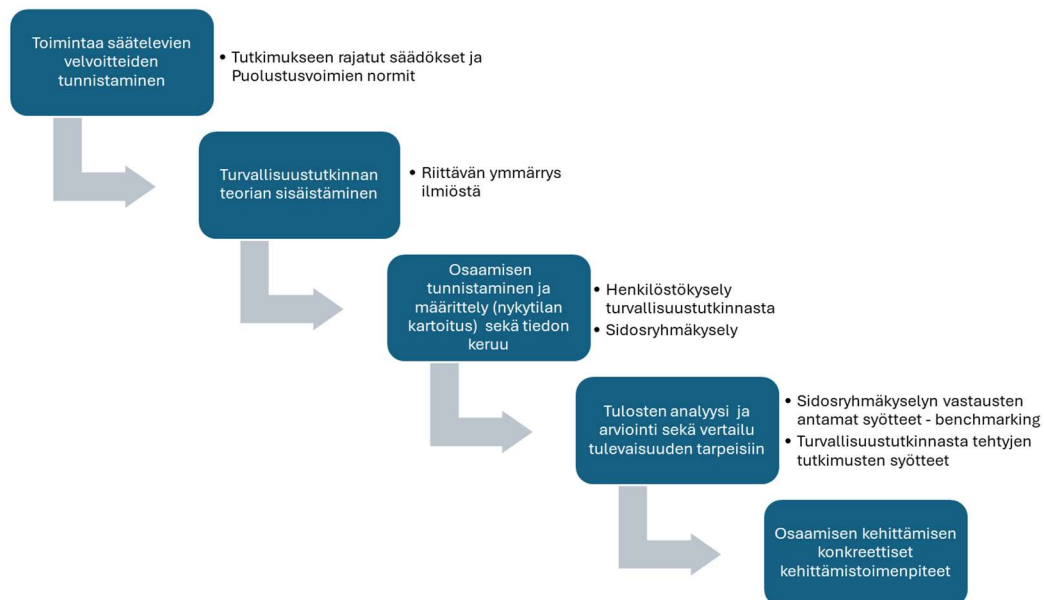 Toimintaa säätelevien
velvoitteiden
tunnistaminen
• Tutkimukseen rajatut säädökset ja
Puolustusvoimien normit
Turvallisuustutkinnan
teorian sisäistäminen
• Riittävän ymmärrys
ilmiöstä
Osaamisen
tunnistaminen ja
määrittely (nykytilan
kartoitus) sekä tiedon
keruu
• Henkilöstökysely
turvallisuustutkinnasta
• Sidosryhmäkysely
Tulosten analyysi ja
arviointi sekä vertailu
tulevaisuuden tarpeisiin
• Sidosryhmäkyselyn vastausten
antamat syötteet - benchmarking
• Turvallisuustutkinnasta tehtyjen
tutkimusten syötteet
Osaamisen kehittämisen
konkreettiset
kehittämistoimenpiteet